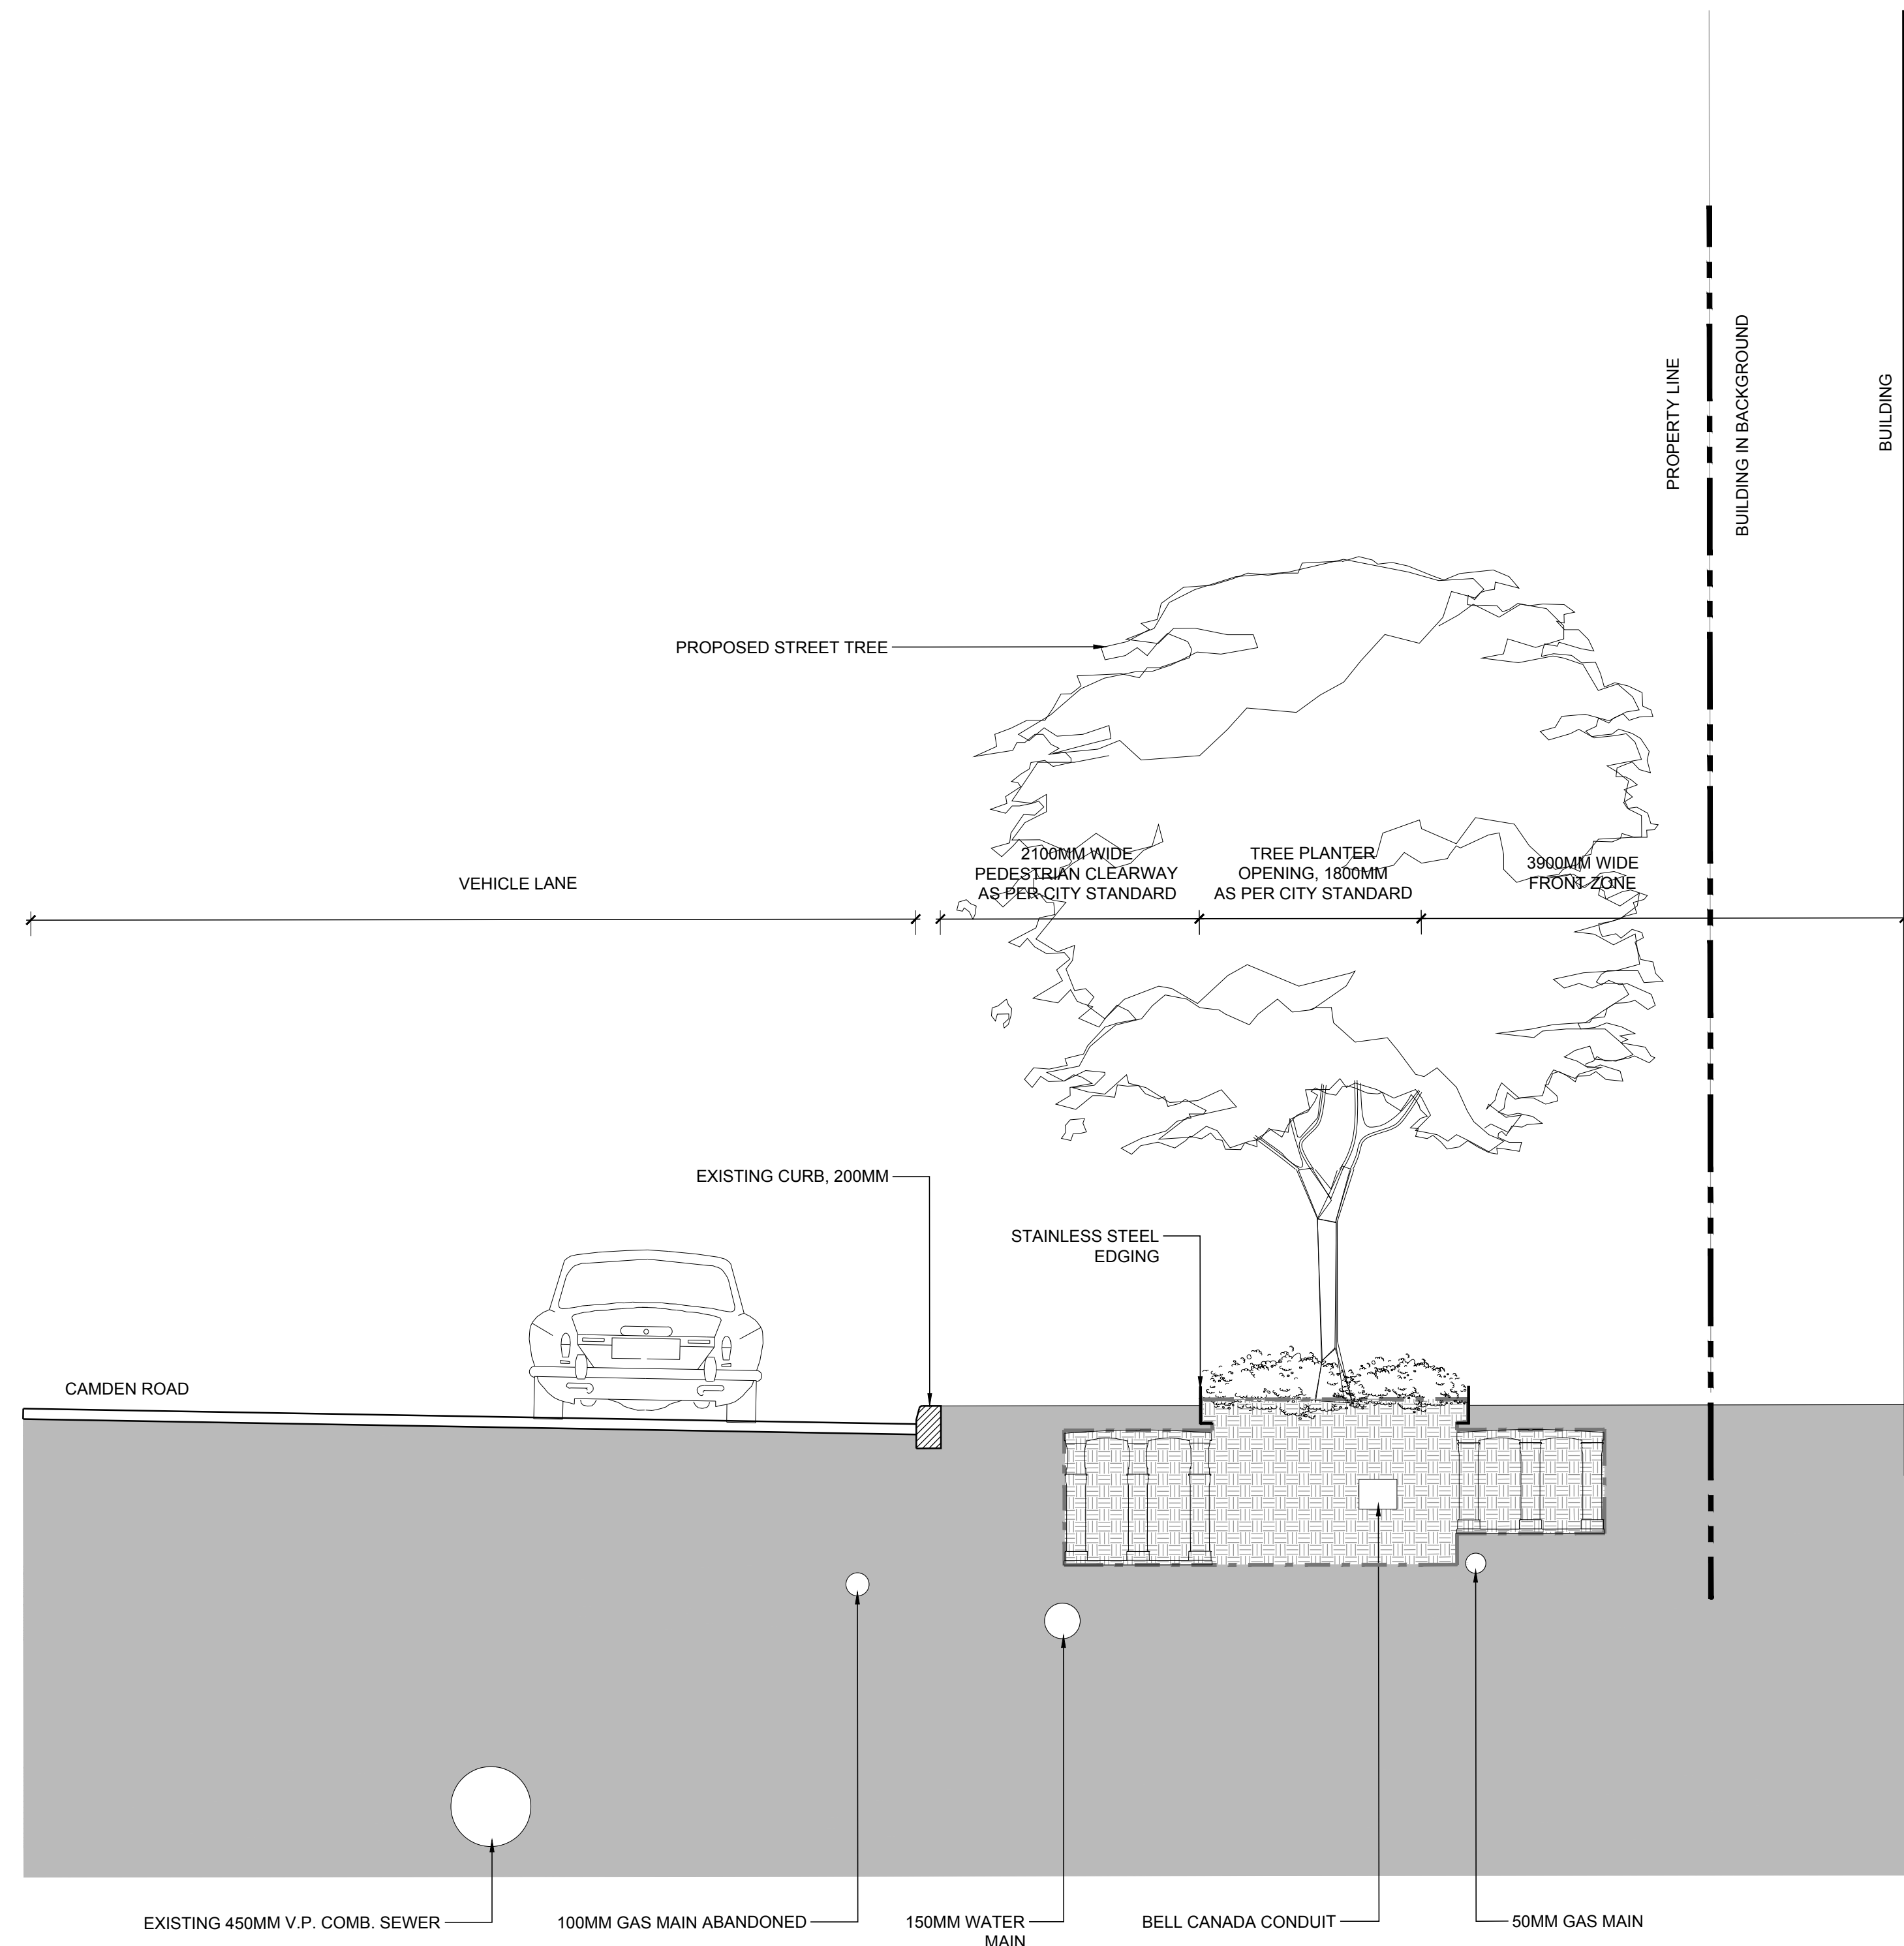 BUILDING IN BACKGROUND
PROPERTY LINE
BUILDING
PROPOSED STREET TREE
VEHICLE LANE
2100MM WIDE
PEDESTRIAN CLEARWAY
AS PER CITY STANDARD
TREE PLANTER
OPENING, 1800MM
AS PER CITY STANDARD
3900MM WIDE
FRONT ZONE
EXISTING CURB, 200MM
STAINLESS STEEL
EDGING
CAMDEN ROAD
EXISTING 450MM V.P. COMB. SEWER
100MM GAS MAIN ABANDONED
150MM WATER
MAIN
BELL CANADA CONDUIT
50MM GAS MAIN